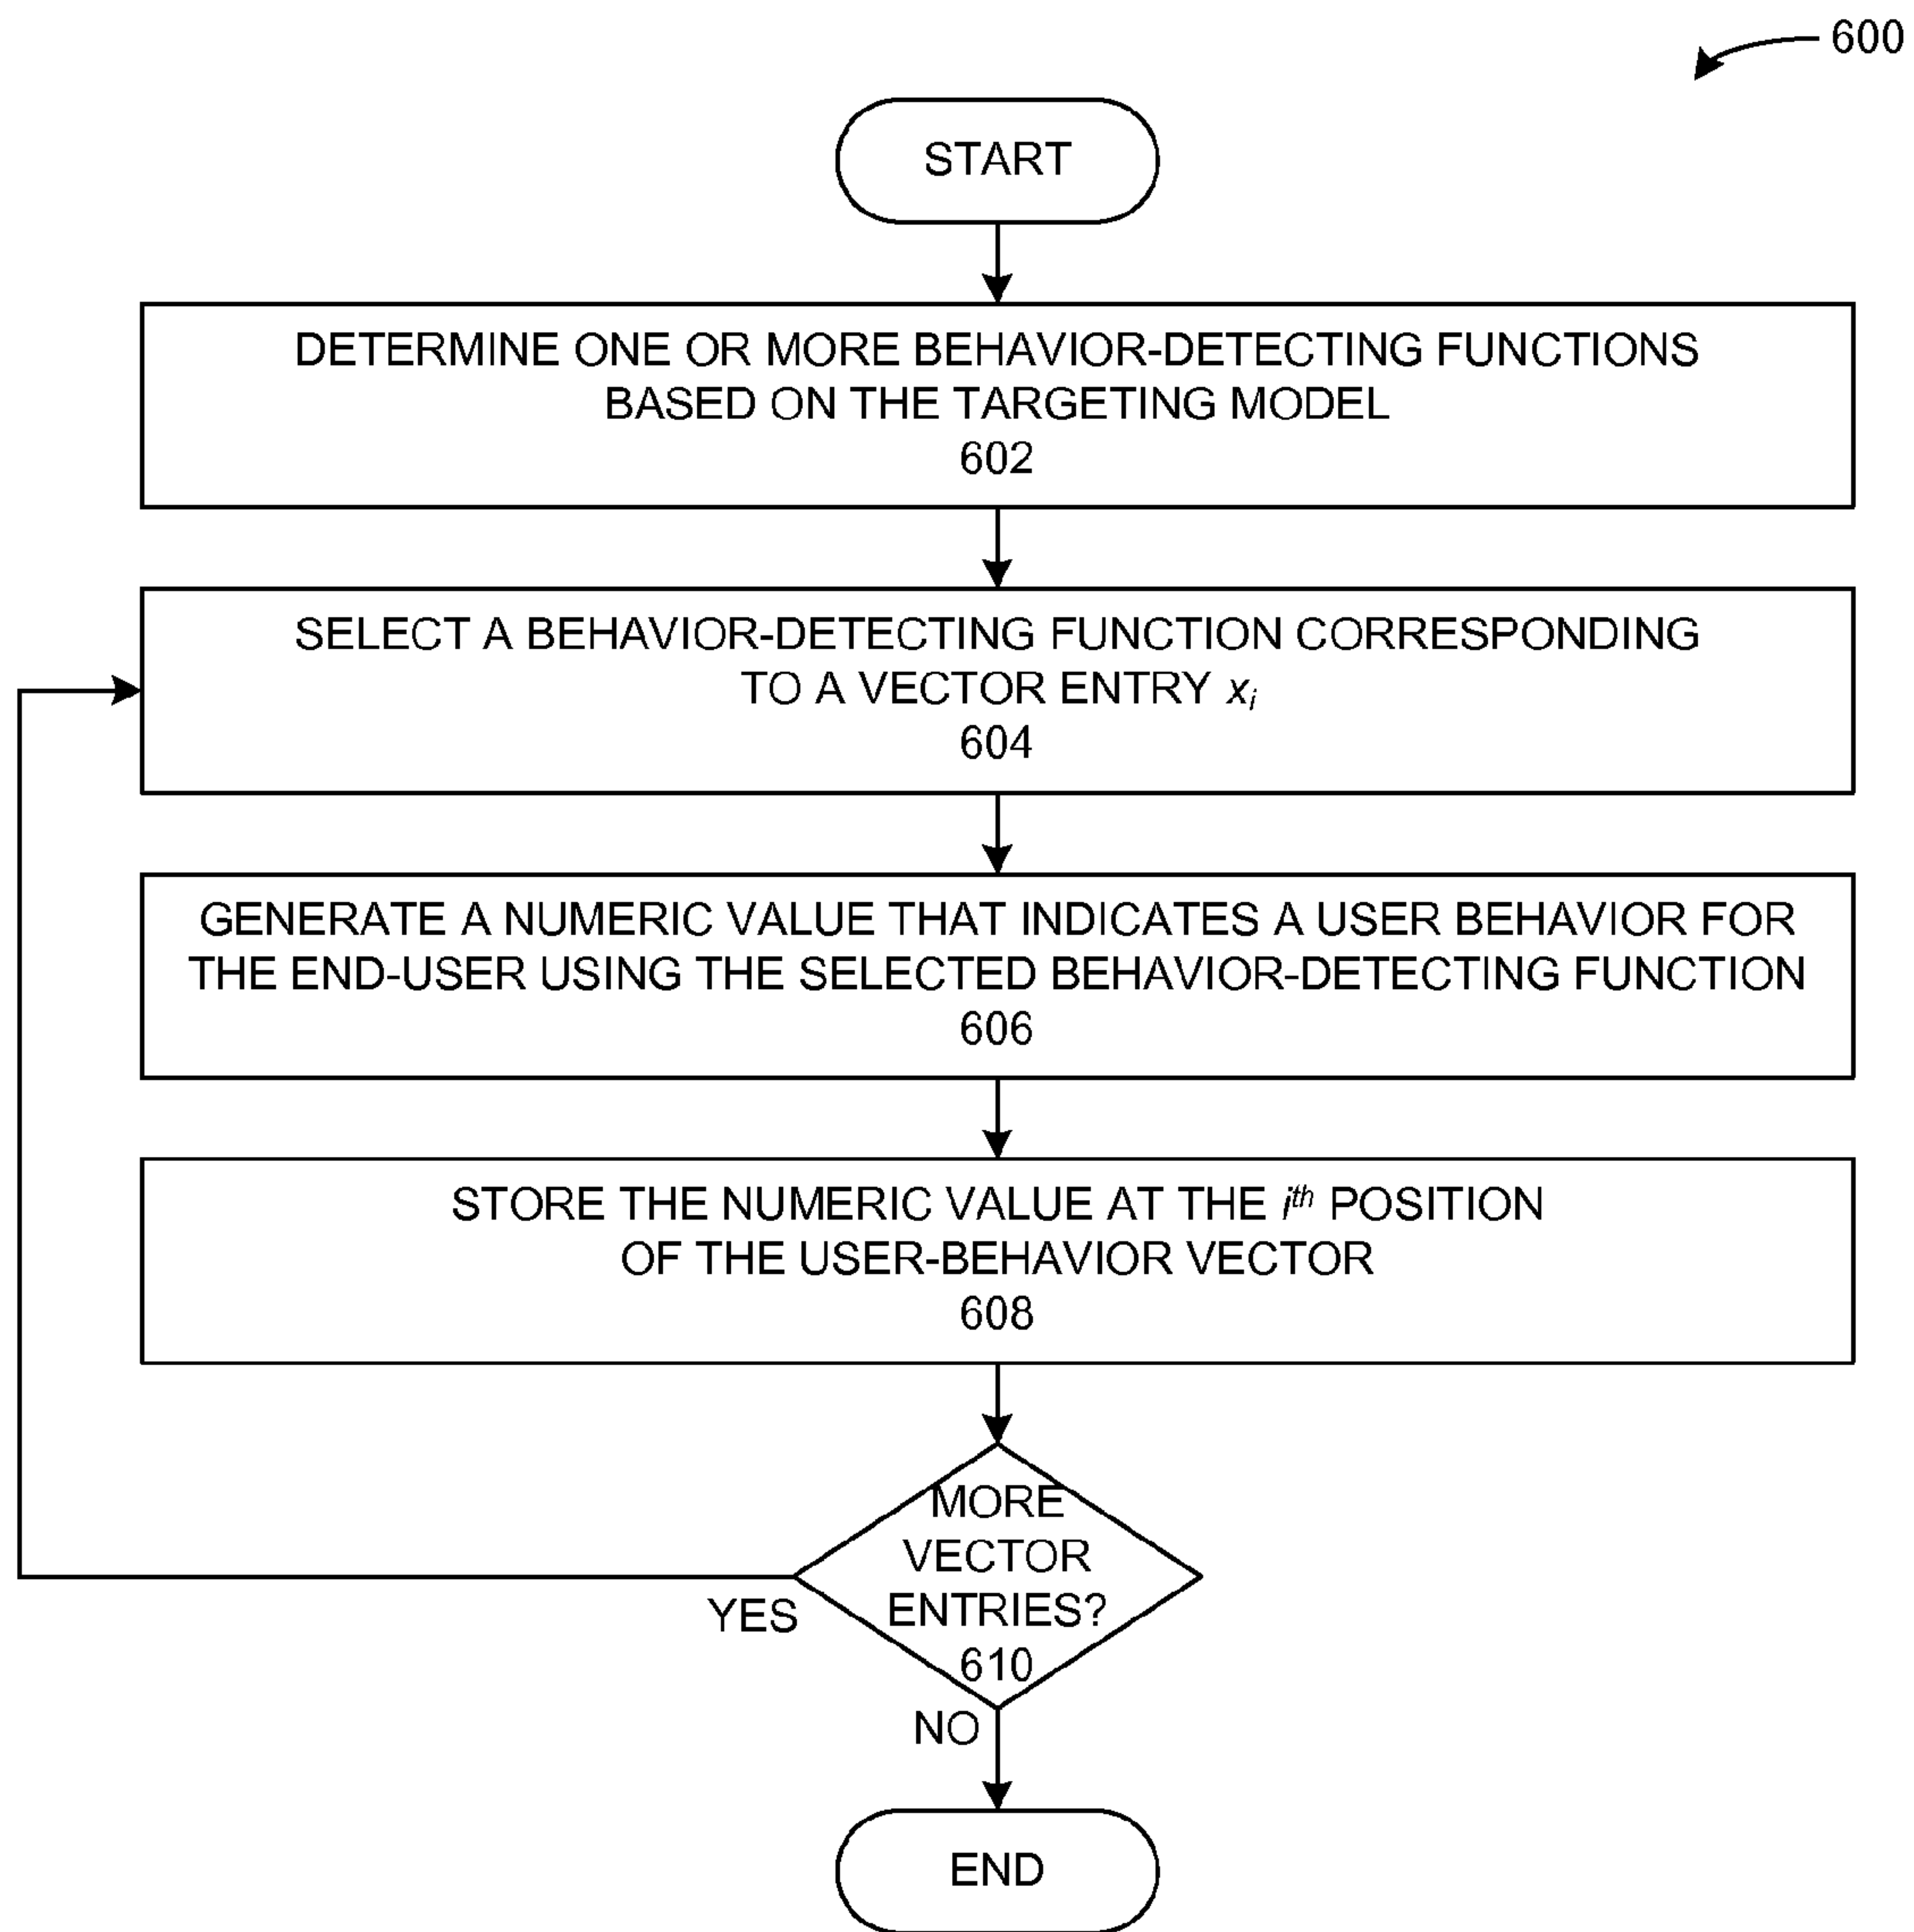 600
START
DETERMINE ONE OR MORE BEHAVIOR-DETECTING FUNCTIONS
BASED ON THE TARGETING MODEL
602
SELECT A BEHAVIOR-DETECTING FUNCTION CORRESPONDING
TO A VECTOR ENTRY xᵢ
604
GENERATE A NUMERIC VALUE THAT INDICATES A USER BEHAVIOR FOR
THE END-USER USING THE SELECTED BEHAVIOR-DETECTING FUNCTION
606
STORE THE NUMERIC VALUE AT THE iᵗʰ POSITION
OF THE USER-BEHAVIOR VECTOR
608
MORE
VECTOR
ENTRIES?
610
YES
NO
END